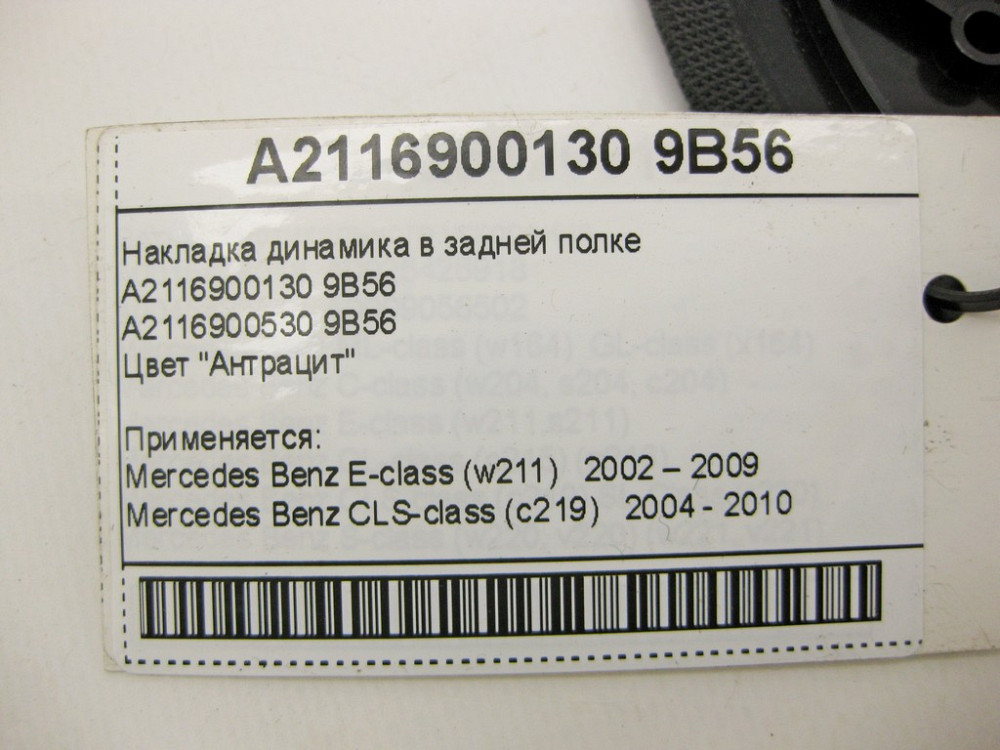 A2116900130 9B56
Накладка динамика в задней полке
A2116900130 9B56
A2116900530 9B56
Цвет "Антрацит"
Применяется:
Mercedes Benz E-class (w211) 2002 – 2009
Mercedes Benz CLS-class (c219) 2004 - 2010